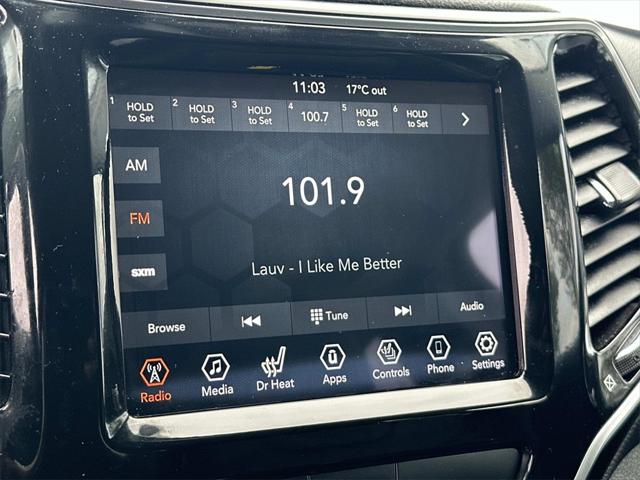 11:03 17°C out
1 HOLD to Set 2 HOLD to Set 3 HOLD to Set 4 100.7 5 HOLD to Set 6 HOLD to Set
AM
101.9
FM
sxm
Lauv - I Like Me Better
Browse Tune Audio
Radio Media Dr Heat Apps Controls Phone Settings